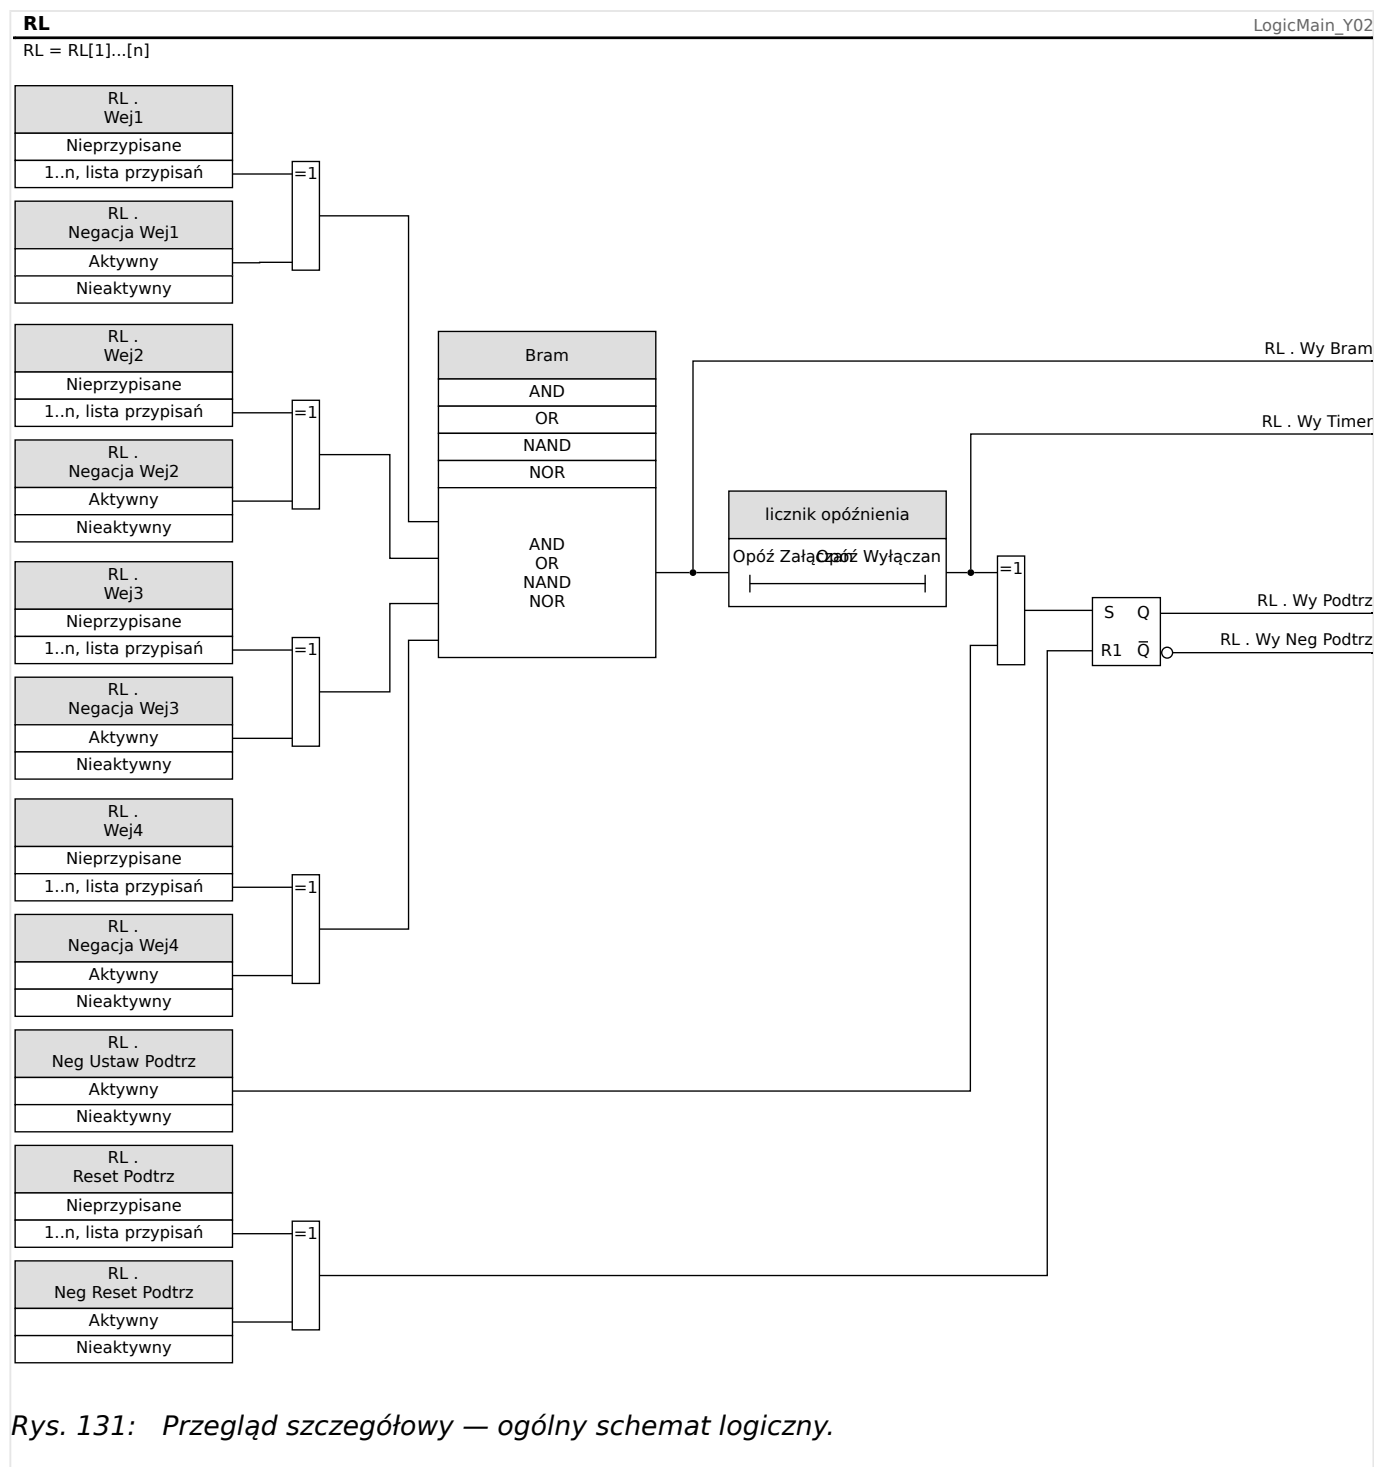 RL
LogicMain_Y02
RL = RL[1]...[n]
RL .
Wej1
Nieprzypisane
1..n, lista przypisań
=1
RL .
Negacja Wej1
Aktywny
Nieaktywny
RL .
Wej2
Nieprzypisane
1..n, lista przypisań
=1
RL .
Negacja Wej2
Aktywny
Nieaktywny
RL .
Wej3
Nieprzypisane
1..n, lista przypisań
=1
RL .
Negacja Wej3
Aktywny
Nieaktywny
RL .
Wej4
Nieprzypisane
1..n, lista przypisań
=1
RL .
Negacja Wej4
Aktywny
Nieaktywny
RL .
Neg Ustaw Podtrz
Aktywny
Nieaktywny
RL .
Reset Podtrz
Nieprzypisane
1..n, lista przypisań
=1
RL .
Neg Reset Podtrz
Aktywny
Nieaktywny
Bram
AND
OR
NAND
NOR
AND
OR
NAND
NOR
licznik opóźnienia
Opóź Załączan
Opóź Wyłączan
=1
S Q
R1 Q̅
RL . Wy Bram
RL . Wy Timer
RL . Wy Podtrz
RL . Wy Neg Podtrz
Rys. 131: Przegląd szczegółowy — ogólny schemat logiczny.